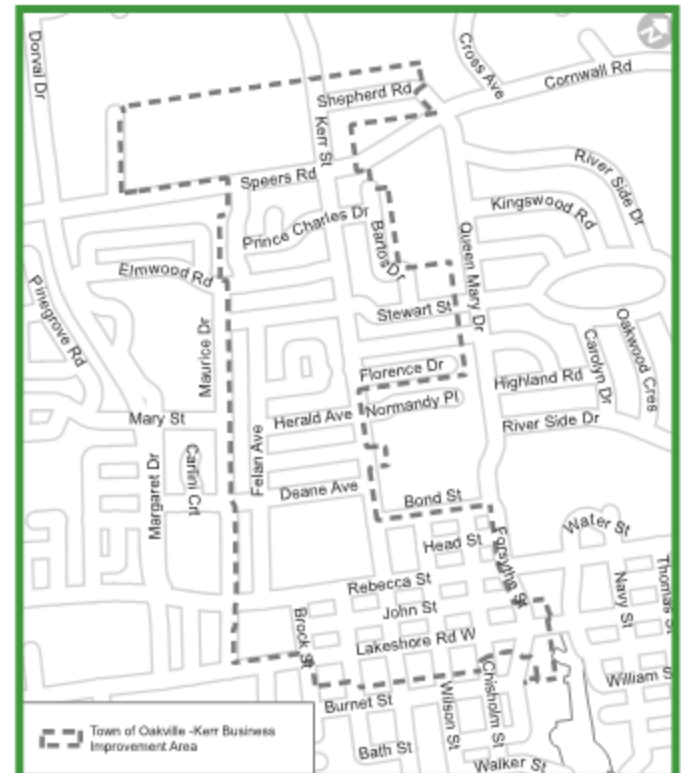 Dorval Dr
Cross Ave
Cornwall Rd
Shepherd Rd
Kerr St
Speers Rd
River Side Dr
Kingswood Rd
Prince Charles Dr
Bartos Dr
Queen Mary Dr
Elmwood Rd
Pinegrove Rd
Stewart St
Maurice Dr
Oakwood Cres
Carolyn Dr
Florence Dr
Highland Rd
Normandy Pl
Mary St
Herald Ave
River Side Dr
Felan Ave
Margaret Dr
Carlini Crt
Deane Ave
Bond St
Water St
Head St
Forsythe St
Rebecca St
Navy St
Thomas S
John St
Brock St
Lakeshore Rd W
William S
Chisholm St
Wilson St
Burnet St
Bath St
Walker St
Town of Oakville -Kerr Business
Improvement Area